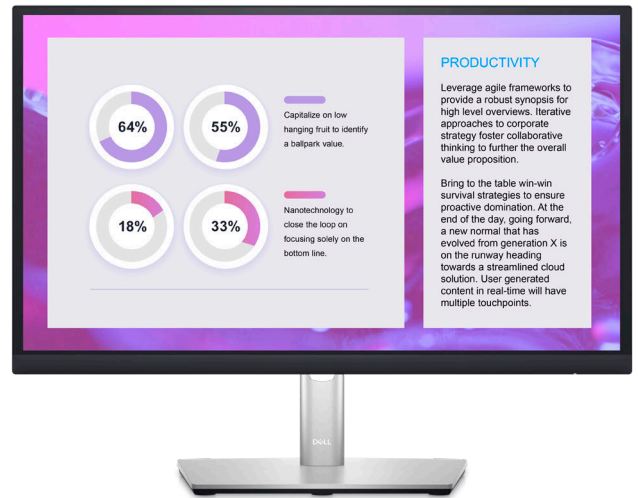 64%
55%
Capitalize on low
hanging fruit to identify
a ballpark value.
18%
33%
Nanotechnology to
close the loop on
focusing solely on the
bottom line.
PRODUCTIVITY
Leverage agile frameworks to
provide a robust synopsis for
high level overviews. Iterative
approaches to corporate
strategy foster collaborative
thinking to further the overall
value proposition.
Bring to the table win-win
survival strategies to ensure
proactive domination. At the
end of the day, going forward,
a new normal that has
evolved from generation X is
on the runway heading
towards a streamlined cloud
solution. User generated
content in real-time will have
multiple touchpoints.
DELL